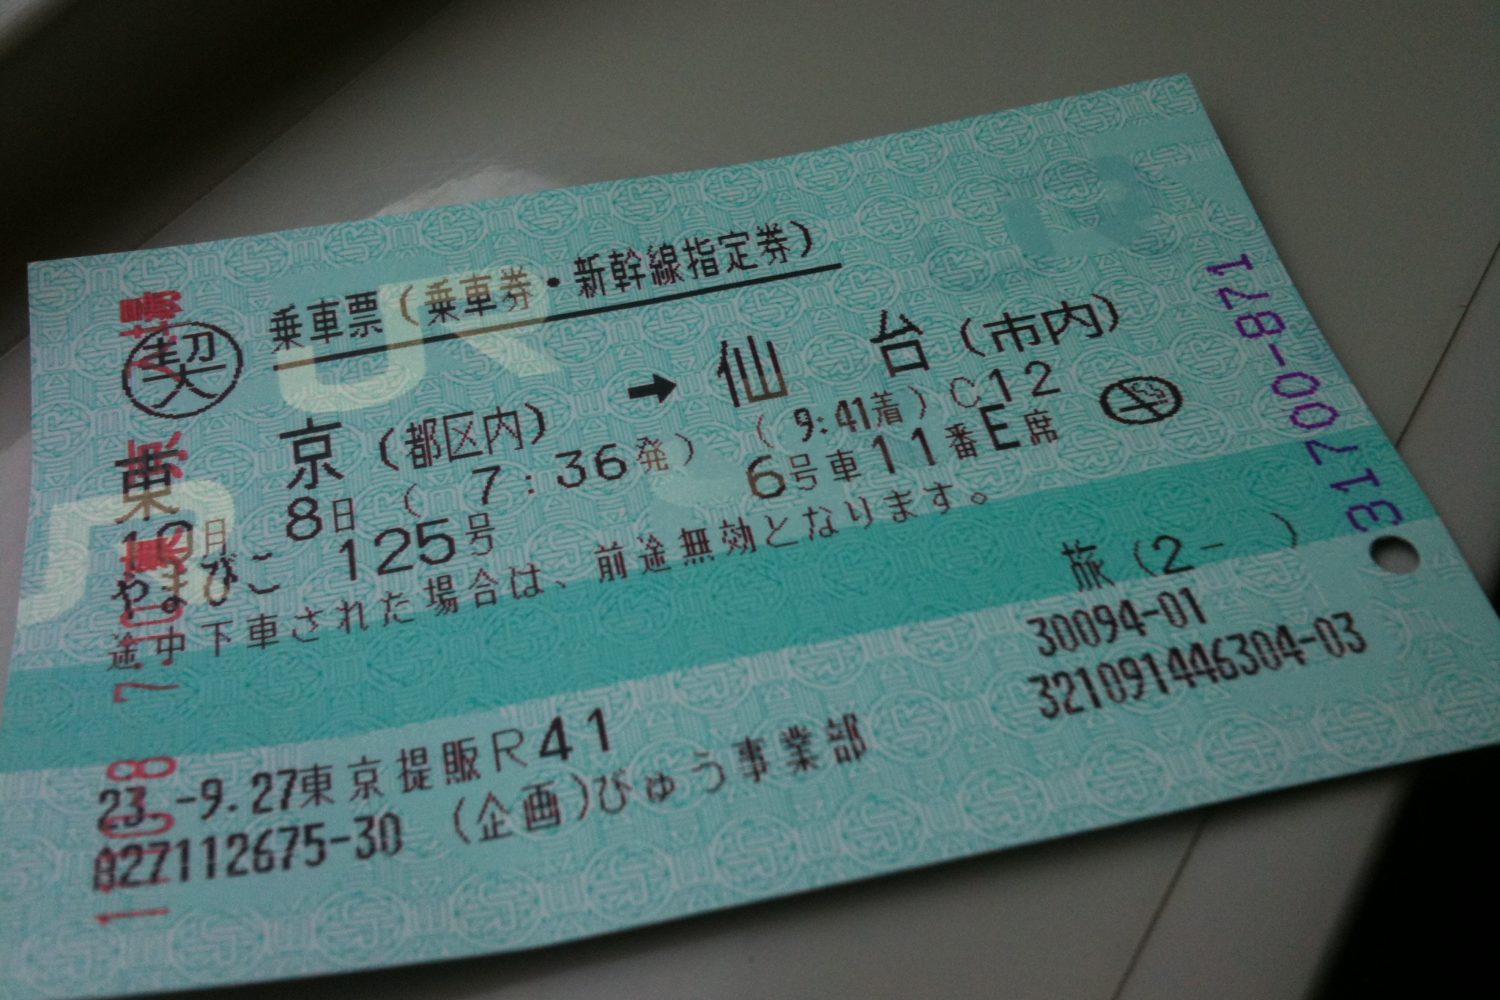 契 乗車票(乗車券・新幹線指定券)
東京(都区内)➡仙台(市内)
10月 8日 ( 7:36発) ( 9:41着) C12
やまびこ 125号 6号車11番E席
途中下車された場合は、前途無効となります。
旅(2- )
30094-01
321091446304-03
23.-9.27東京提販R41
827112675-30 (企画)びゅう事業部
31700-871
JR